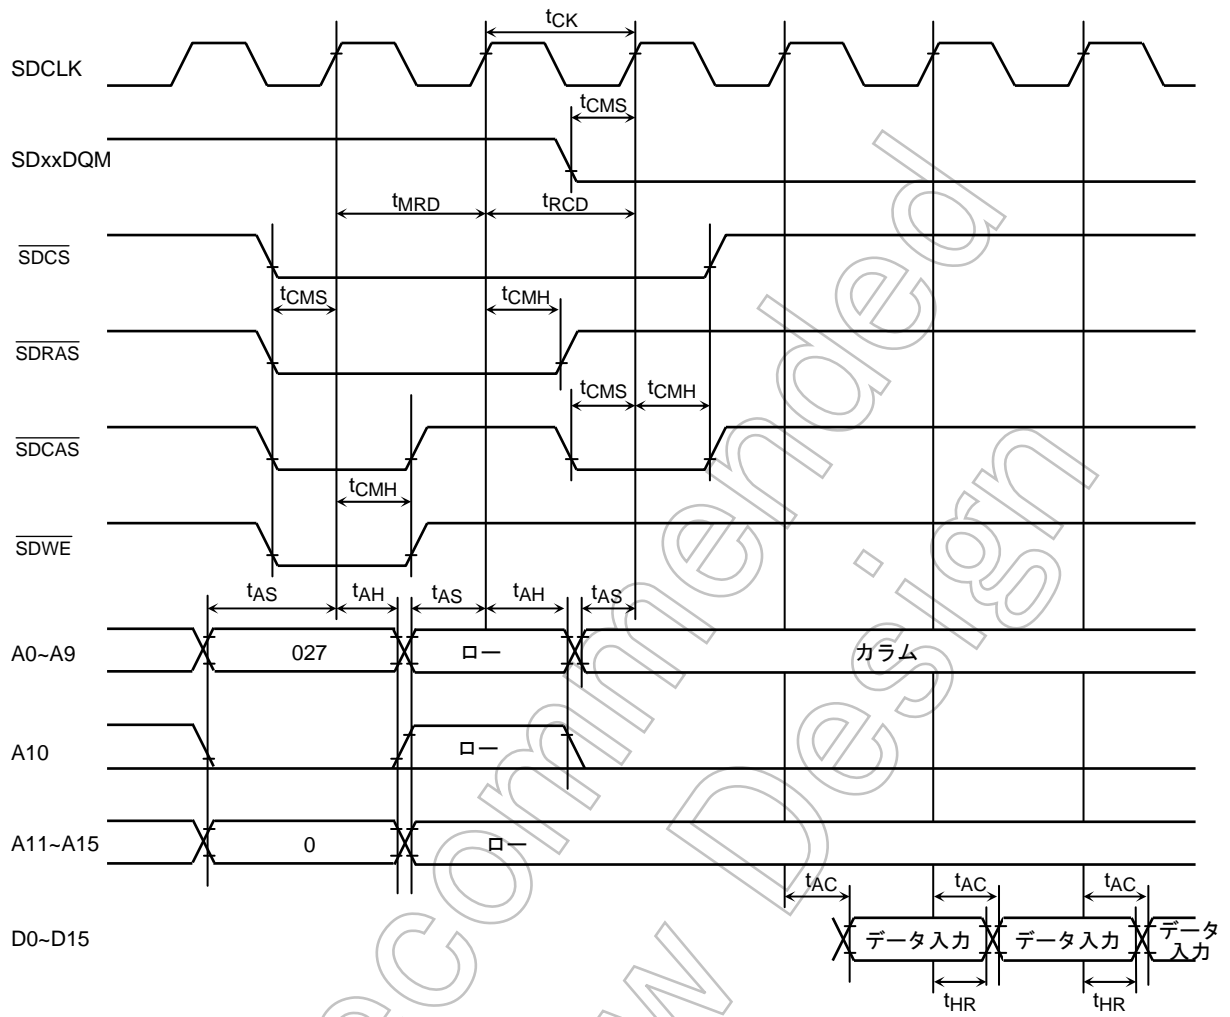 tCK
SDCLK
tCMS
SDxxDQM
tMRD
tRCD
SDCS
tCMS
tCMH
SDRAS
tCMS
tCMH
SDCAS
tCMH
SDWE
tAS
tAH
tAS
tAH
tAS
A0~A9
027
ロー
カラム
A10
ロー
A11~A15
0
ロー
tAC
tAC
tAC
D0~D15
データ入力
データ入力
データ
入力
tHR
tHR
ecommended
w Design